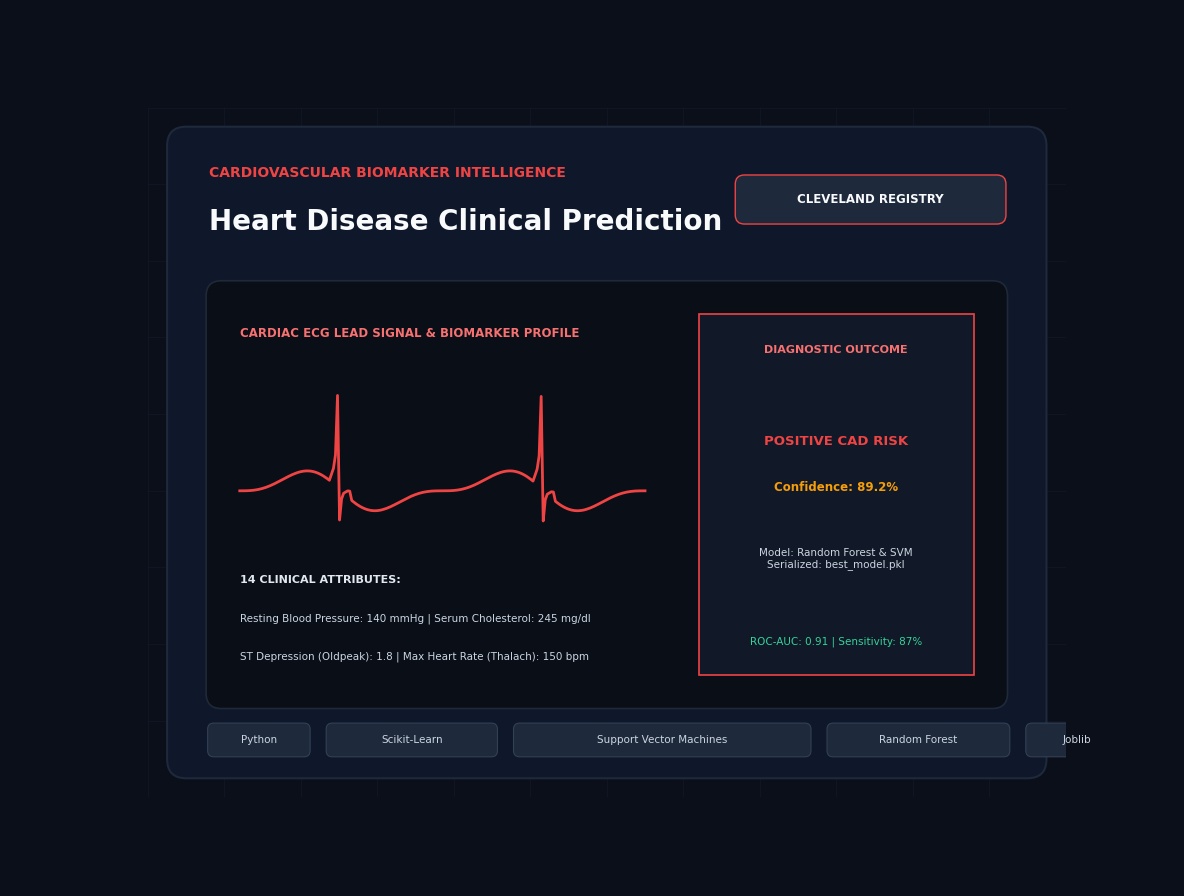 CARDIOVASCULAR BIOMARKER INTELLIGENCE
Heart Disease Clinical Prediction
CLEVELAND REGISTRY
CARDIAC ECG LEAD SIGNAL & BIOMARKER PROFILE
14 CLINICAL ATTRIBUTES:
Resting Blood Pressure: 140 mmHg | Serum Cholesterol: 245 mg/dl
ST Depression (Oldpeak): 1.8 | Max Heart Rate (Thalach): 150 bpm
DIAGNOSTIC OUTCOME
POSITIVE CAD RISK
Confidence: 89.2%
Model: Random Forest & SVM
Serialized: best_model.pkl
ROC-AUC: 0.91 | Sensitivity: 87%
Python
Scikit-Learn
Support Vector Machines
Random Forest
Joblib